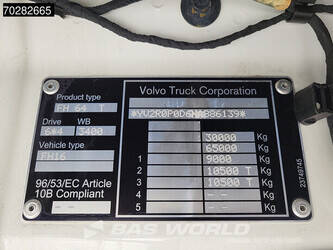 70282665
Volvo Truck Corporation
Product type
FH 64 T
Drive WB
6*4 3400
Vehicle type
FH16
96/53/EC Article
10B Compliant
30000 Kg
65000 Kg
1 9000 Kg
2 10500 T Kg
3 10500 T Kg
4 -- Kg
5 -- Kg
23749745
BAS WORLD